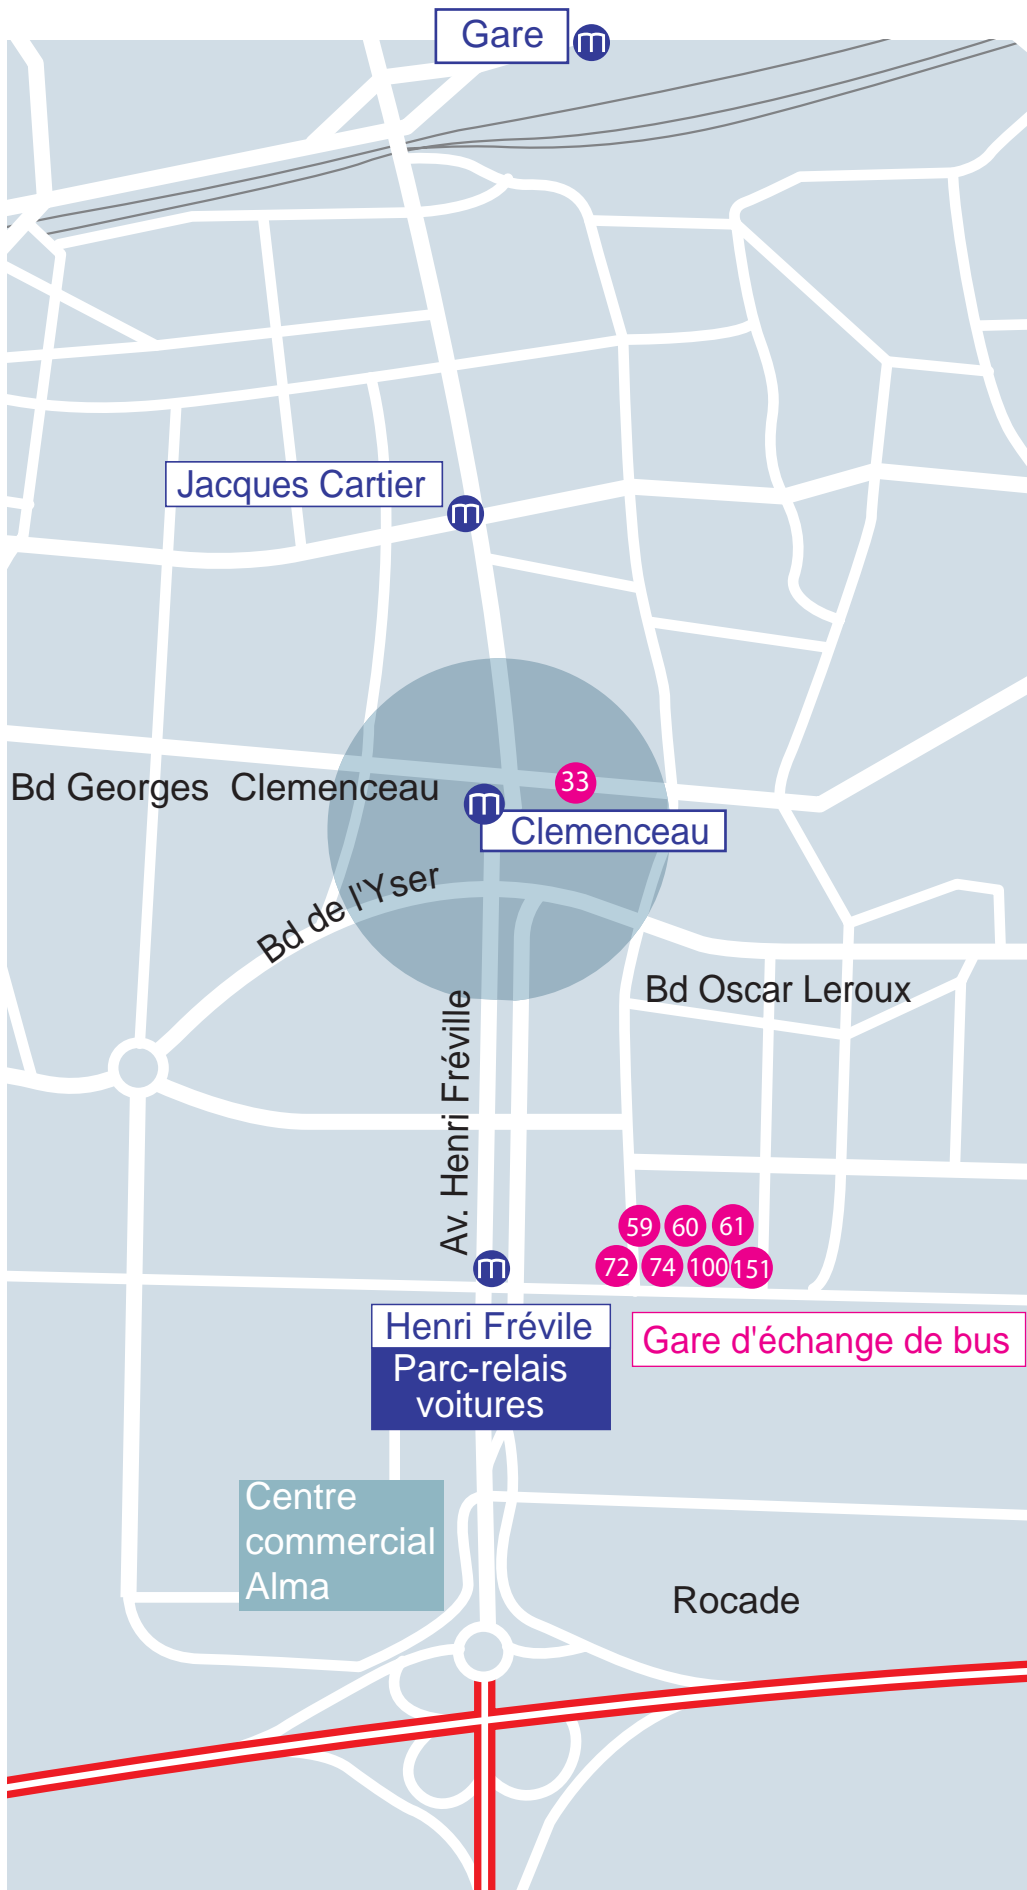 Gare
m
Jacques Cartier
m
33
Bd Georges Clemenceau
m
Clemenceau
Bd de l'Yser
Bd Oscar Leroux
Av. Henri Fréville
59 60 61
72 74 100 151
m
Henri Frévile
Gare d'échange de bus
Parc-relais
voitures
Centre
commercial
Alma
Rocade